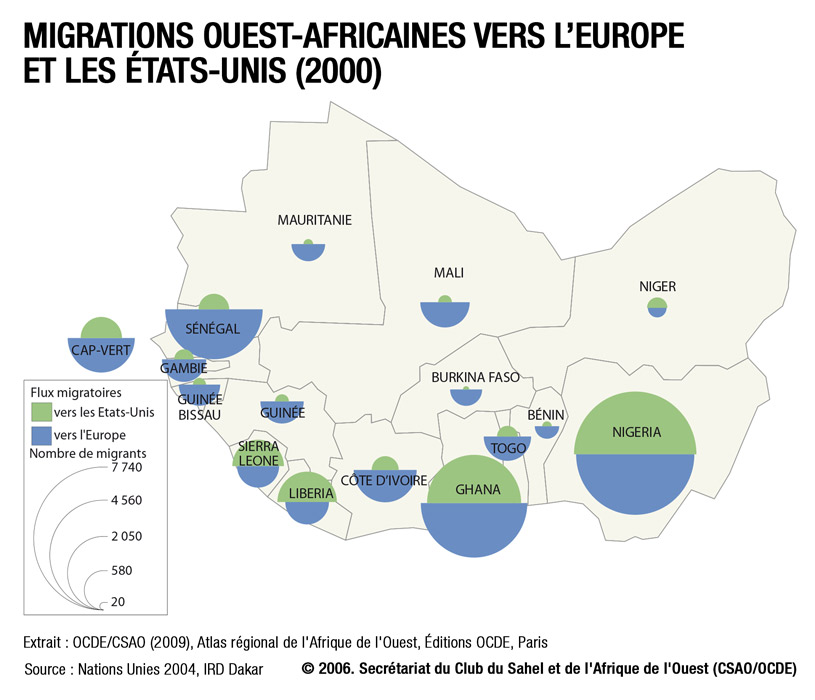 MIGRATIONS OUEST-AFRICAINES VERS L'EUROPE
ET LES ÉTATS-UNIS (2000)
MAURITANIE
MALI
NIGER
SÉNÉGAL
CAP-VERT
GAMBIE
GUINÉE
BISSAU
GUINÉE
BURKINA FASO
BÉNIN
NIGERIA
TOGO
SIERRA
LEONE
LIBERIA
CÔTE D'IVOIRE
GHANA
Flux migratoires
vers les Etats-Unis
vers l'Europe
Nombre de migrants
7 740
4 560
2 050
580
20
Extrait : OCDE/CSAO (2009), Atlas régional de l'Afrique de l'Ouest, Éditions OCDE, Paris
Source : Nations Unies 2004, IRD Dakar © 2006. Secrétariat du Club du Sahel et de l'Afrique de l'Ouest (CSAO/OCDE)